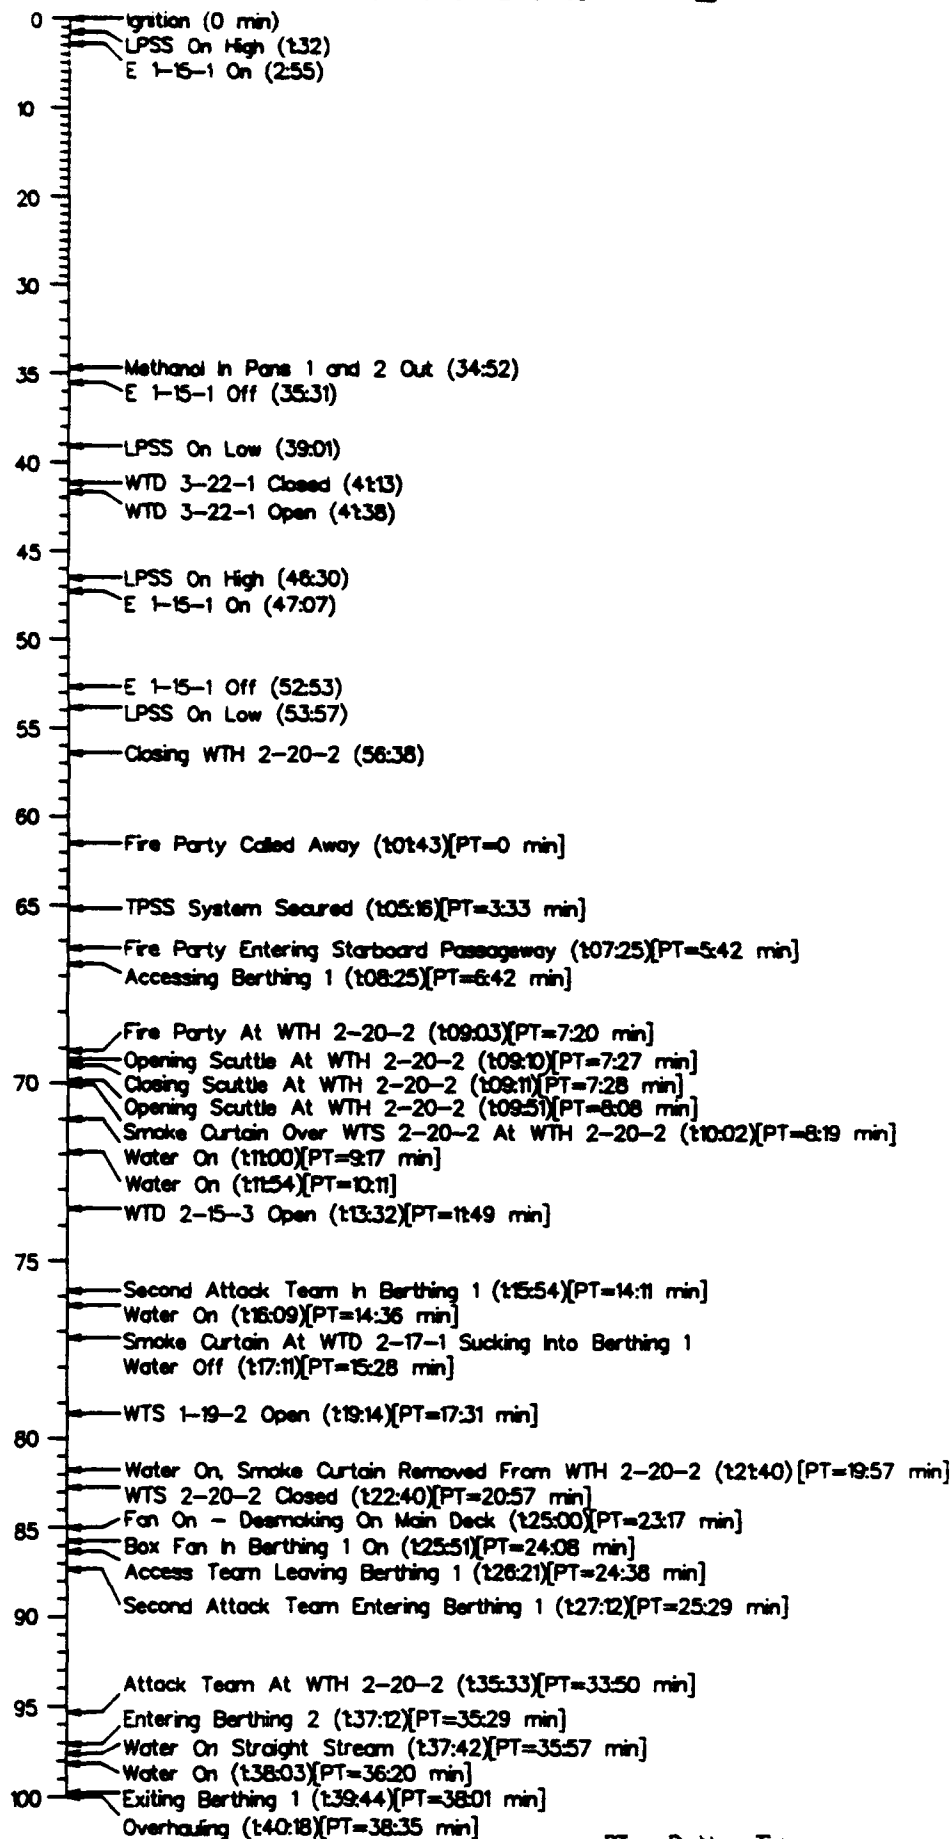 0
Ignition (0 min)
LPSS On High (1:32)
E 1-15-1 On (2:55)
10
20
30
35
Methanol In Pans 1 and 2 Out (34:52)
E 1-15-1 Off (35:31)
LPSS On Low (39:01)
40
WTD 3-22-1 Closed (41:13)
WTD 3-22-1 Open (41:38)
45
LPSS On High (46:30)
E 1-15-1 On (47:07)
50
E 1-15-1 Off (52:53)
LPSS On Low (53:57)
55
Closing WTH 2-20-2 (56:38)
60
Fire Party Called Away (1:01:43)[PT=0 min]
65
TPSS System Secured (1:05:16)[PT=3:33 min]
Fire Party Entering Starboard Passageway (1:07:25)[PT=5:42 min]
Accessing Berthing 1 (1:08:25)[PT=6:42 min]
Fire Party At WTH 2-20-2 (1:09:03)[PT=7:20 min]
Opening Scuttle At WTH 2-20-2 (1:09:10)[PT=7:27 min]
70
Closing Scuttle At WTH 2-20-2 (1:09:11)[PT=7:28 min]
Opening Scuttle At WTH 2-20-2 (1:09:51)[PT=8:08 min]
Smoke Curtain Over WTS 2-20-2 At WTH 2-20-2 (1:10:02)[PT=8:19 min]
Water On (1:11:00)[PT=9:17 min]
Water On (1:11:54)[PT=10:11]
WTD 2-15-3 Open (1:13:32)[PT=11:49 min]
75
Second Attack Team In Berthing 1 (1:15:54)[PT=14:11 min]
Water On (1:16:09)[PT=14:36 min]
Smoke Curtain At WTD 2-17-1 Sucking Into Berthing 1
Water Off (1:17:11)[PT=15:28 min]
WTS 1-19-2 Open (1:19:14)[PT=17:31 min]
80
Water On, Smoke Curtain Removed From WTH 2-20-2 (1:21:40) [PT=19:57 min]
WTS 2-20-2 Closed (1:22:40)[PT=20:57 min]
85
Fan On - Desmoking On Main Deck (1:25:00)[PT=23:17 min]
Box Fan In Berthing 1 On (1:25:51)[PT=24:08 min]
Access Team Leaving Berthing 1 (1:26:21)[PT=24:38 min]
Second Attack Team Entering Berthing 1 (1:27:12)[PT=25:29 min]
90
Attack Team At WTH 2-20-2 (1:35:33)[PT=33:50 min]
95
Entering Berthing 2 (1:37:12)[PT=35:29 min]
Water On Straight Stream (1:37:42)[PT=35:57 min]
Water On (1:38:03)[PT=36:20 min]
100
Exiting Berthing 1 (1:39:44)[PT=38:01 min]
Overhauling (1:40:18)[PT=38:35 min]